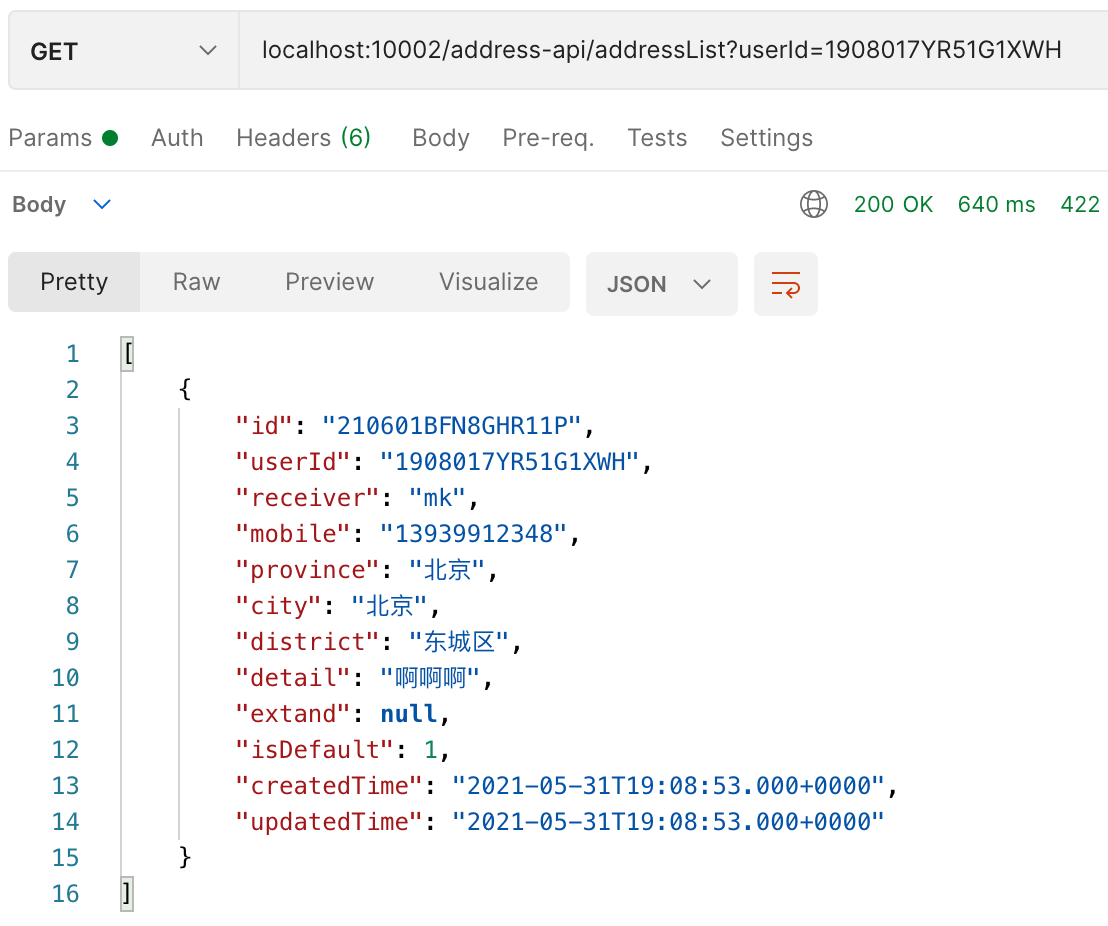 GET localhost:10002/address-api/addressList?userId=1908017YR51G1XWH
Params Auth Headers (6) Body Pre-req. Tests Settings
Body 200 OK 640 ms 422
Pretty Raw Preview Visualize JSON
1 [
2 {
3 "id": "210601BFN8GHR11P",
4 "userId": "1908017YR51G1XWH",
5 "receiver": "mk",
6 "mobile": "13939912348",
7 "province": "北京",
8 "city": "北京",
9 "district": "东城区",
10 "detail": "啊啊啊",
11 "extand": null,
12 "isDefault": 1,
13 "createdTime": "2021-05-31T19:08:53.000+0000",
14 "updatedTime": "2021-05-31T19:08:53.000+0000"
15 }
16 ]